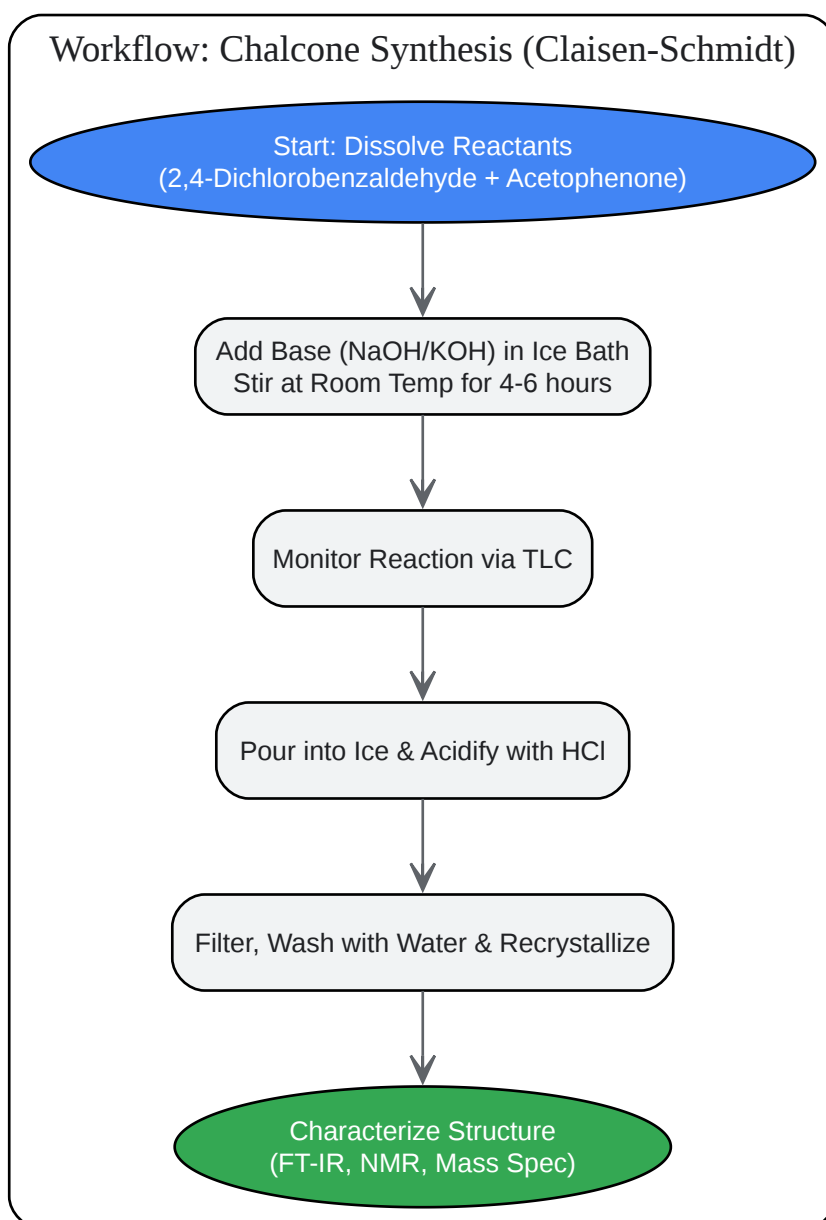 Workflow: Chalcone Synthesis (Claisen-Schmidt)
Start: Dissolve Reactants
(2,4-Dichlorobenzaldehyde + Acetophenone)
Add Base (NaOH/KOH) in Ice Bath
Stir at Room Temp for 4-6 hours
Monitor Reaction via TLC
Pour into Ice & Acidify with HCl
Filter, Wash with Water & Recrystallize
Characterize Structure
(FT-IR, NMR, Mass Spec)